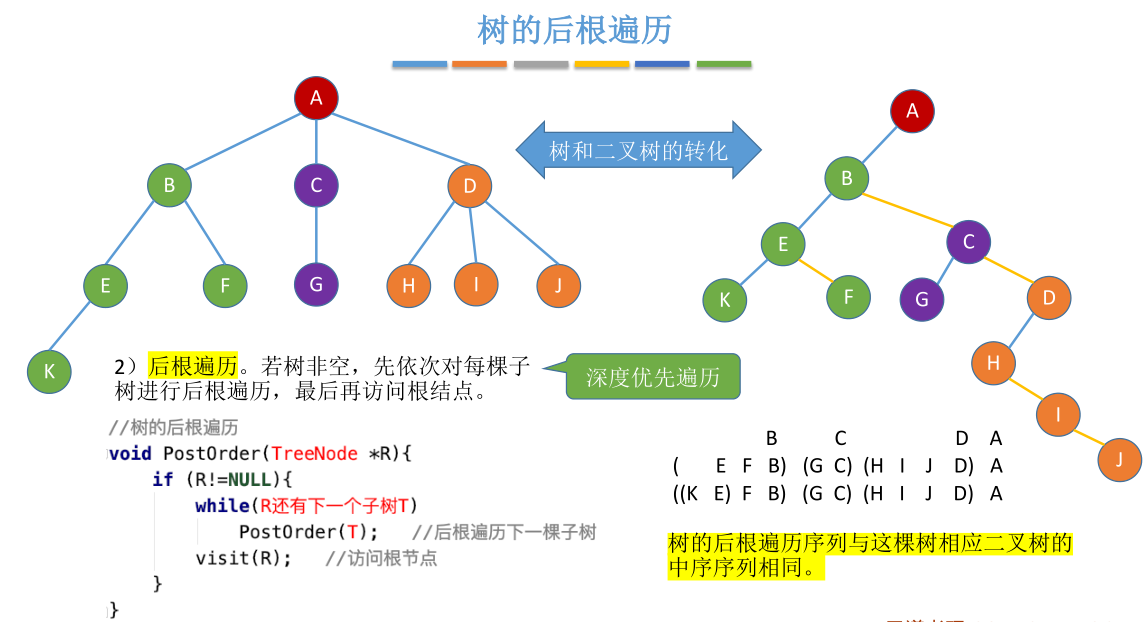 树的后根遍历
A
A
树和二叉树的转化
B
C
D
B
E
C
E
F
G
H
I
J
K
F
G
D
K
H
I
J
2）后根遍历。若树非空，先依次对每棵子
树进行后根遍历，最后再访问根结点。
深度优先遍历
//树的后根遍历
void PostOrder(TreeNode *R){
if (R!=NULL){
while(R还有下一个子树T)
PostOrder(T); //后根遍历下一棵子树
visit(R); //访问根节点
}
}
B C D A
( E F B) (G C) (H I J D) A
((K E) F B) (G C) (H I J D) A
树的后根遍历序列与这棵树相应二叉树的
中序序列相同。